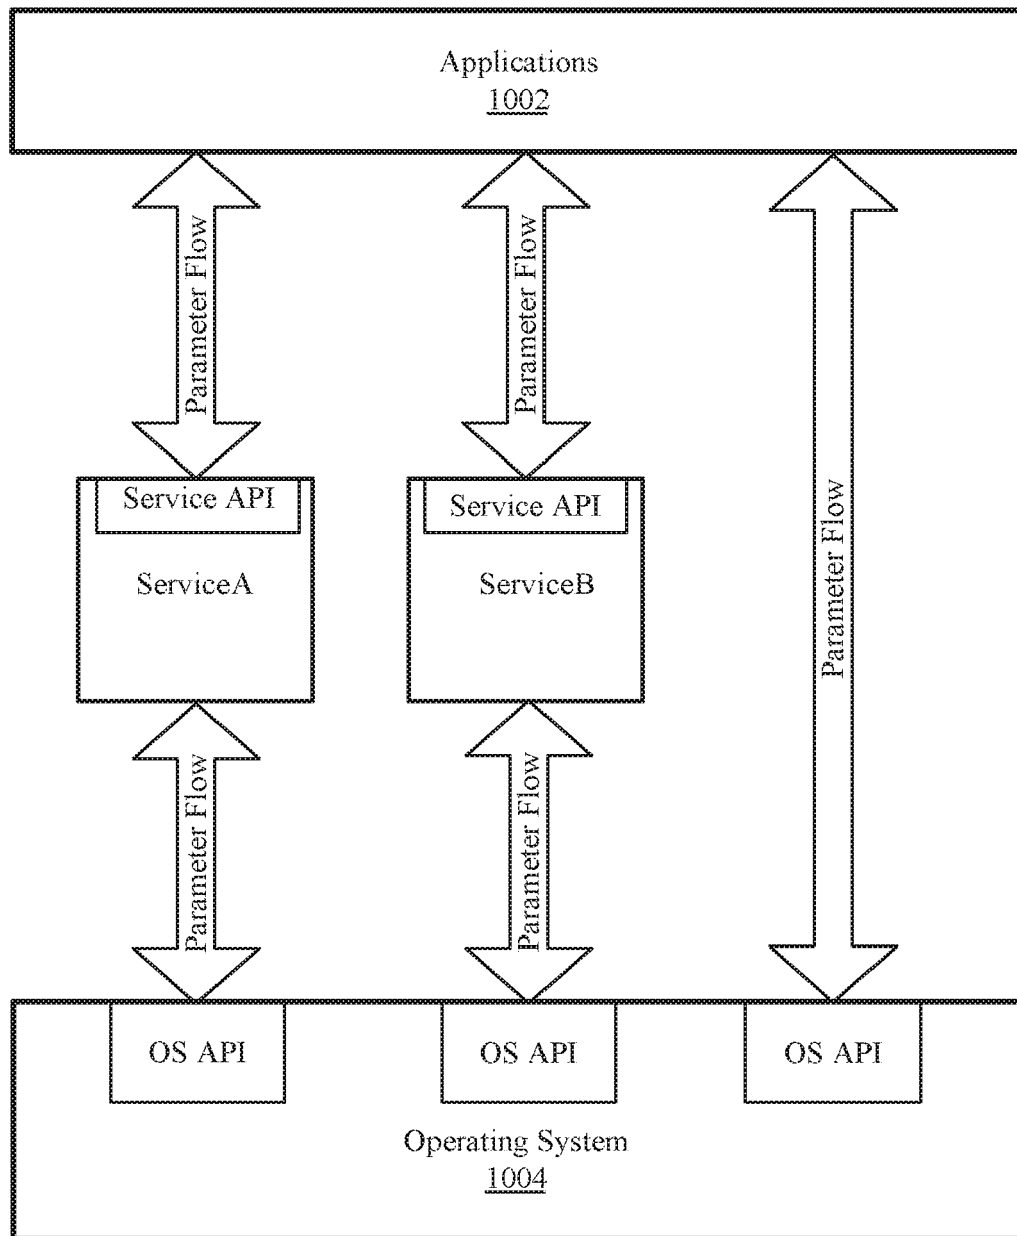 Applications
1002
Parameter Flow
Parameter Flow
Parameter Flow
Service API
Service API
ServiceA
ServiceB
Parameter Flow
Parameter Flow
OS API
OS API
OS API
Operating System
1004